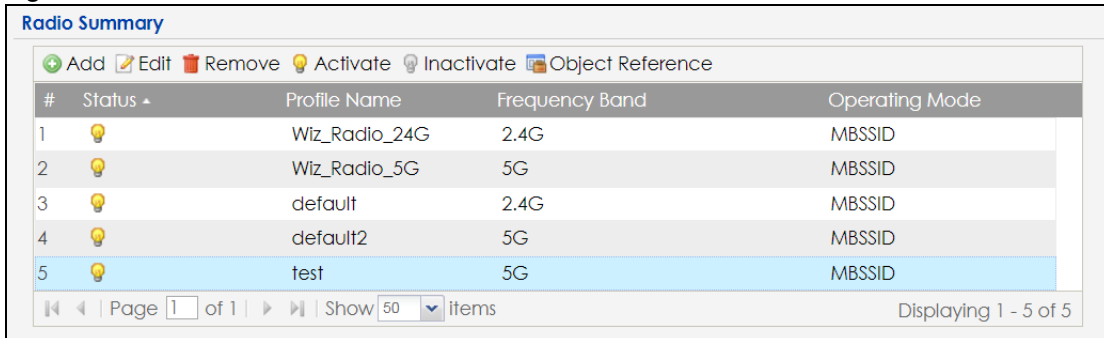 Radio Summary
Add Edit Remove Activate Inactivate Object Reference
# Status Profile Name Frequency Band Operating Mode
1 Wiz_Radio_24G 2.4G MBSSID
2 Wiz_Radio_5G 5G MBSSID
3 default 2.4G MBSSID
4 default2 5G MBSSID
5 test 5G MBSSID
Page 1 of 1 Show 50 items Displaying 1 - 5 of 5